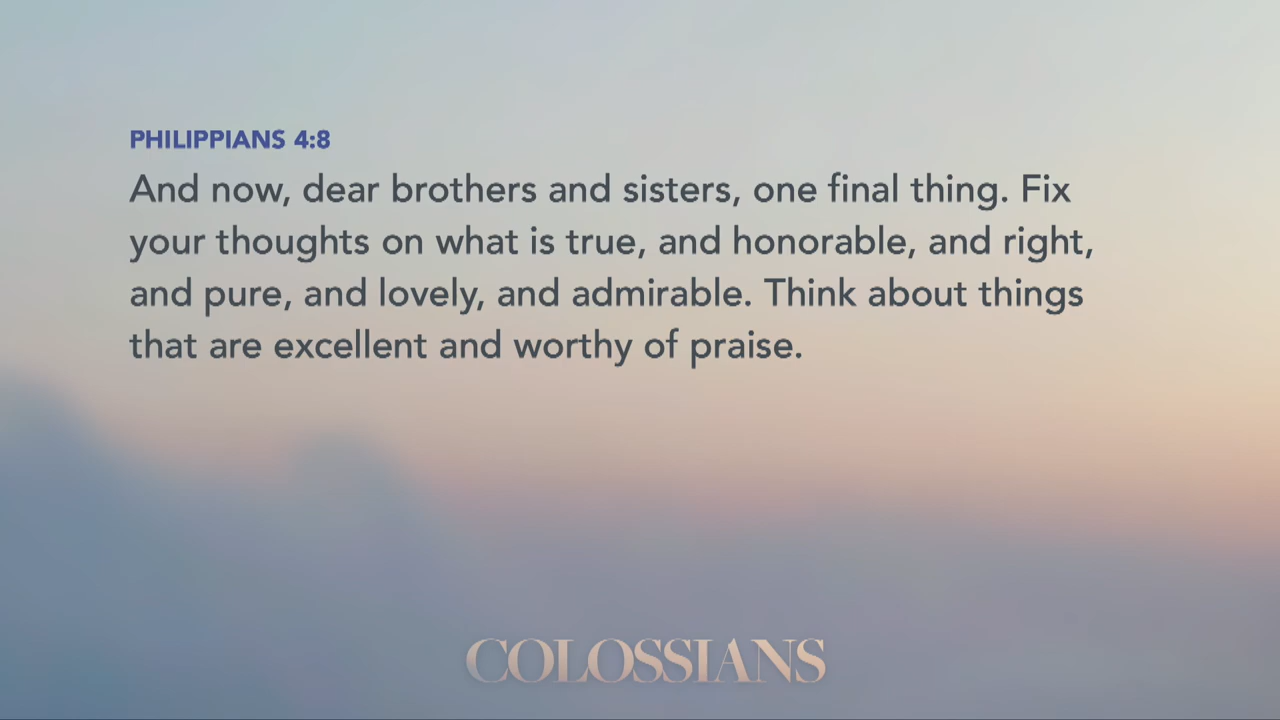 PHILIPPIANS 4:8
And now, dear brothers and sisters, one final thing. Fix
your thoughts on what is true, and honorable, and right,
and pure, and lovely, and admirable. Think about things
that are excellent and worthy of praise.
COLOSSIANS